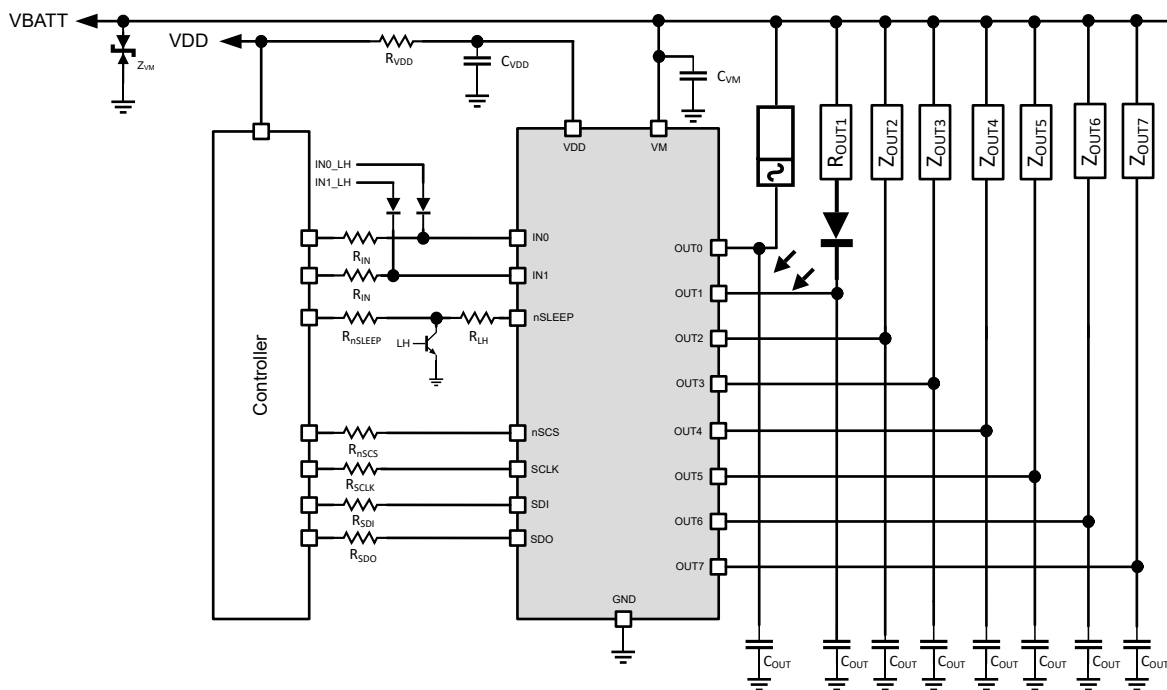 VBATT
VDD
ZVM
RVDD
CVDD
CVM
VDD
VM
IN0_LH
IN1_LH
ROUT1
ZOUT2
ZOUT3
ZOUT4
ZOUT5
ZOUT6
ZOUT7
Controller
RIN
RIN
RnSLEEP
LH
RLH
RnSCS
RSCLK
RSDI
RSDO
IN0
IN1
nSLEEP
nSCS
SCLK
SDI
SDO
GND
OUT0
OUT1
OUT2
OUT3
OUT4
OUT5
OUT6
OUT7
COUT
COUT
COUT
COUT
COUT
COUT
COUT
COUT